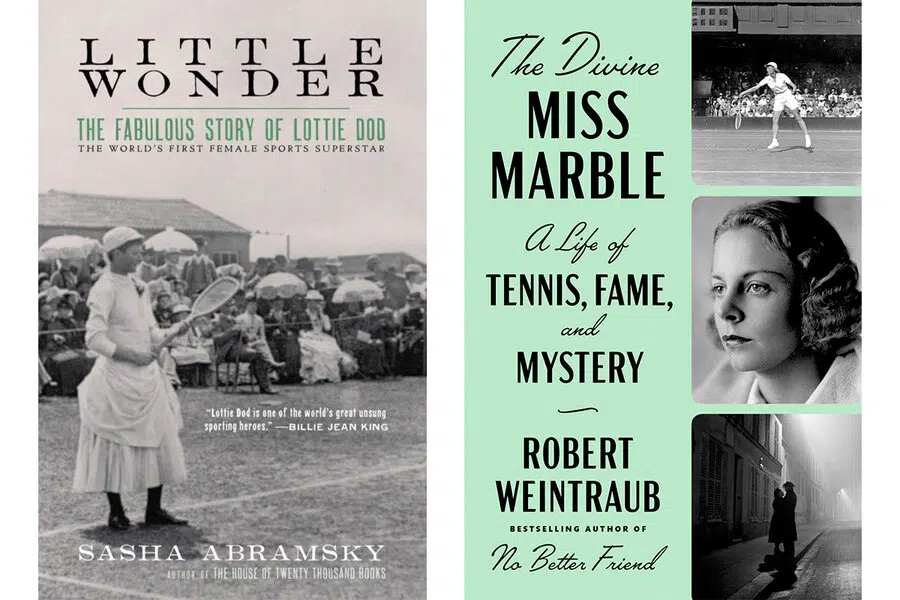 LITTLE
WONDER
THE FABULOUS STORY OF LOTTIE DOD
THE WORLD'S FIRST FEMALE SPORTS SUPERSTAR
"Lottie Dod is one of the world's great unsung
sporting heroes." —BILLIE JEAN KING
SASHA ABRAMSKY
AUTHOR OF THE HOUSE OF TWENTY THOUSAND BOOKS
The Divine
MISS
MARBLE
A Life of
TENNIS, FAME,
and
MYSTERY
ROBERT
WEINTRAUB
BESTSELLING AUTHOR OF
No Better Friend